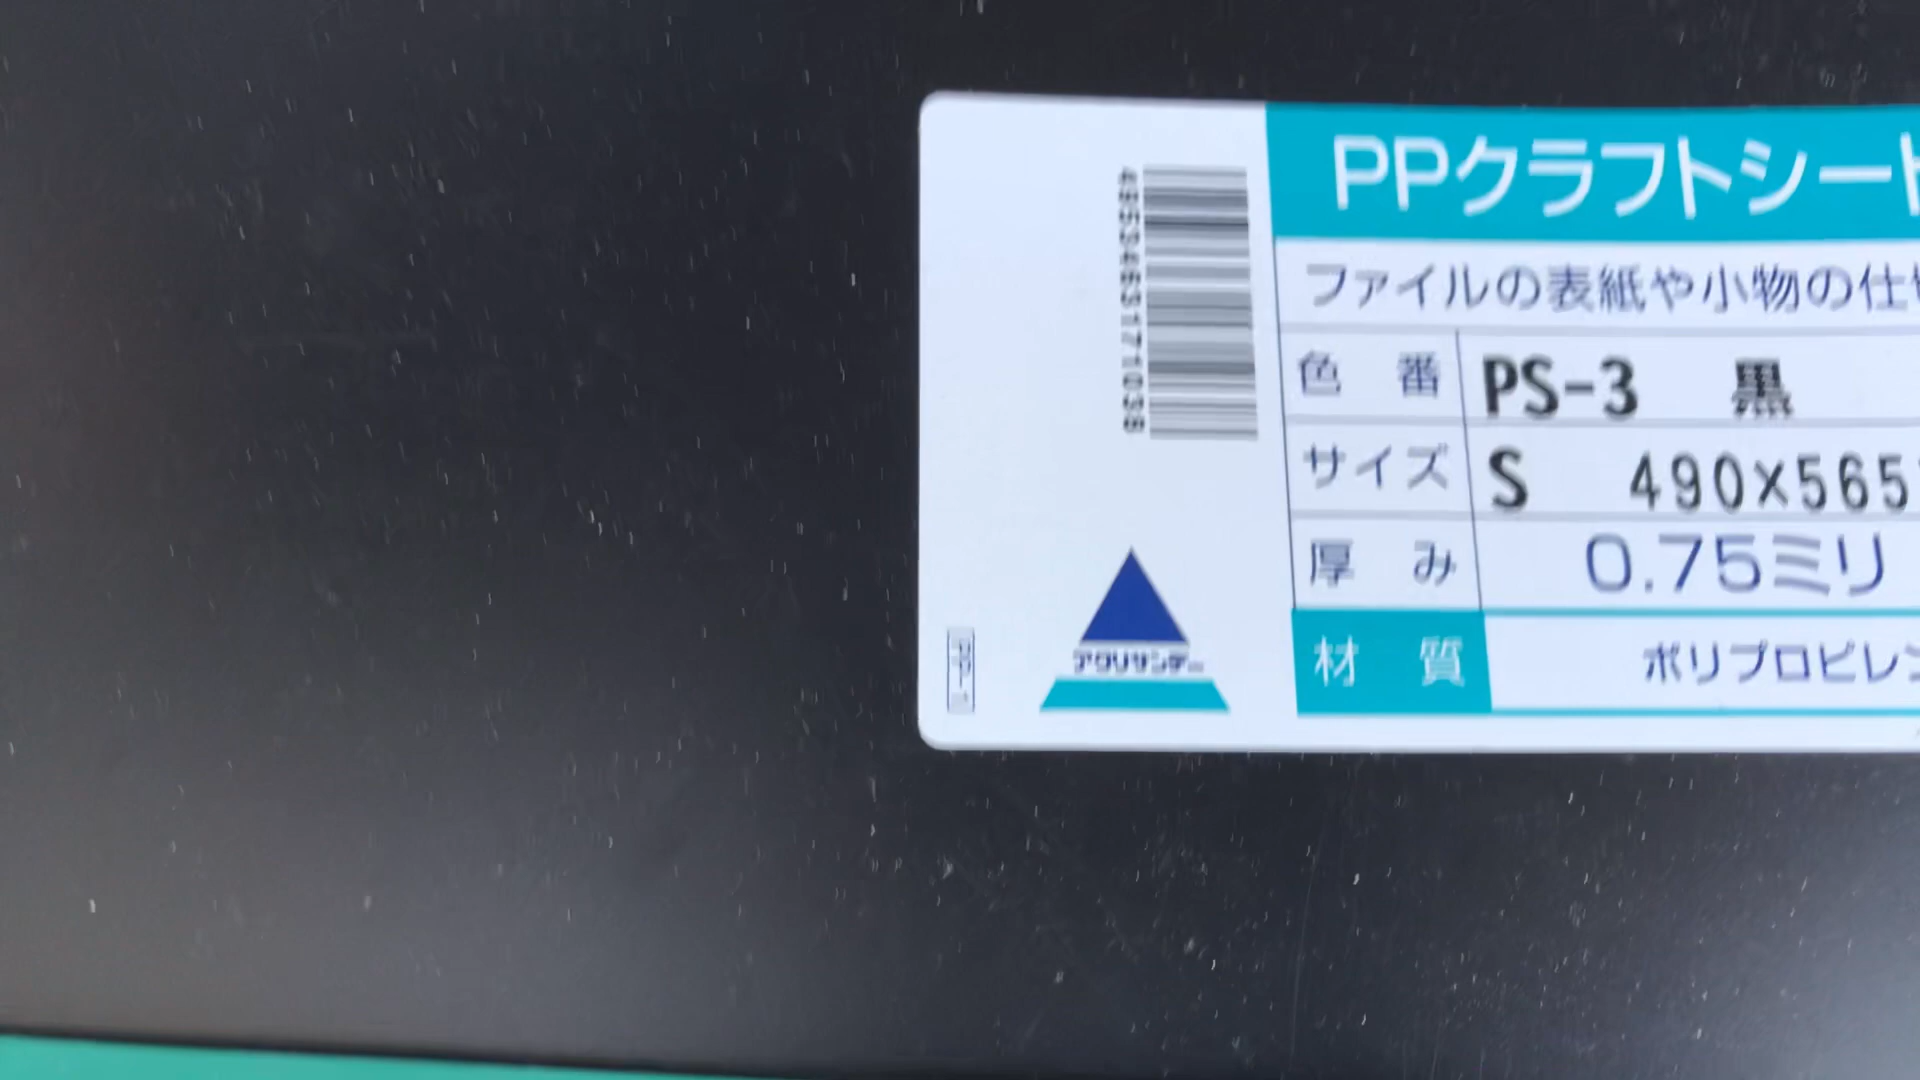 PPクラフトシート
ファイルの表紙や小物の仕
色番 PS-3 黒
サイズ S 490×565
厚み 0.75ミリ
材質 ポリプロピレン
アクリサンデー
PP-1